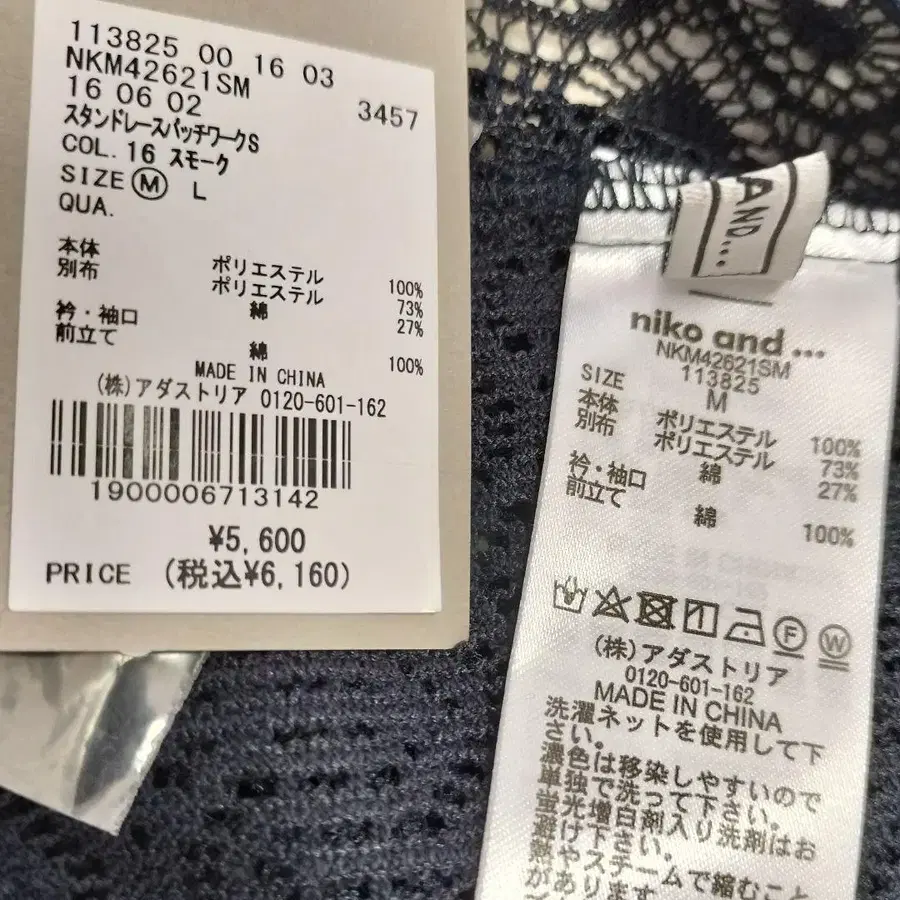 113825 00 16 03
NKM42621SM
16 06 02
3457
スタンドレースパッチワークS
COL. 16 スモーク
SIZE M L
QUA.
本体 ポリエステル 100%
別布 ポリエステル 73%
綿 27%
衿・袖口
前立て
綿 100%
MADE IN CHINA
(株)アダストリア 0120-601-162
1900006713142
¥5,600
PRICE (税込¥6,160)
AND...
niko and ...
NKM42621SM
113825
SIZE M
本体 ポリエステル 100%
別布 ポリエステル 73%
綿 27%
衿・袖口
前立て
綿 100%
F W
(株)アダストリア
0120-601-162
MADE IN CHINA
洗濯ネットを使用して下
さい。
濃色は移染しやすいので
単独で洗って下さい。
蛍光増白剤入り洗剤はお
避け下さい。
熱やスチームで縮むこと
があります。